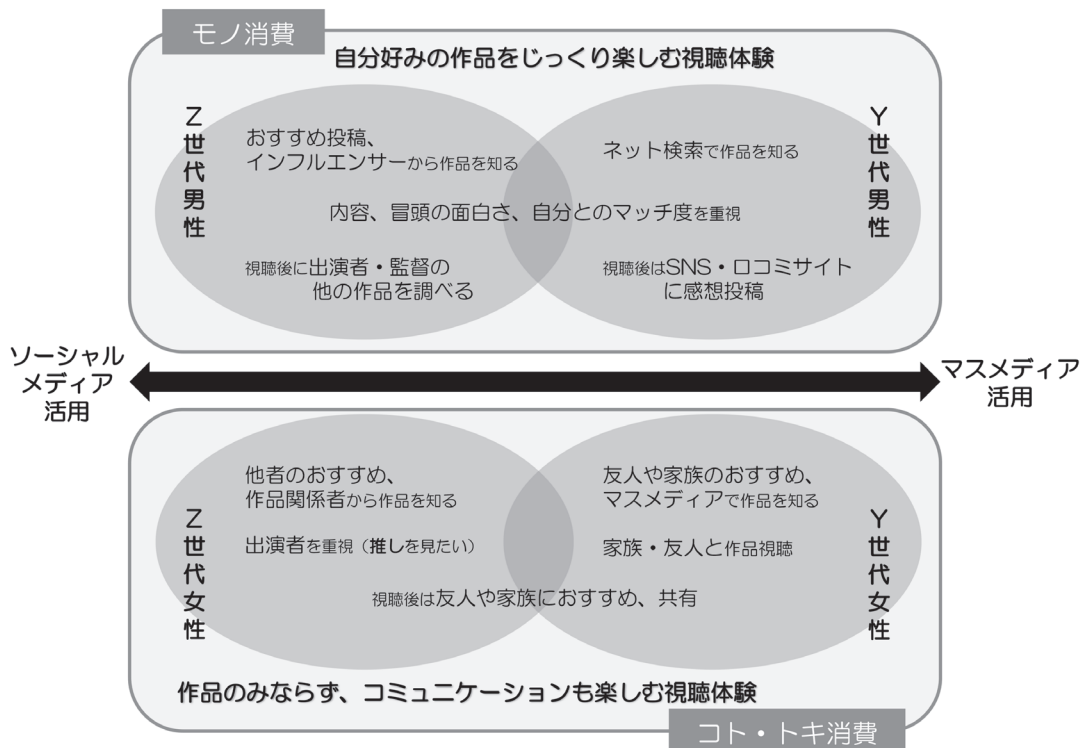 モノ消費
自分好みの作品をじっくり楽しむ視聴体験
Z世代男性
おすすめ投稿、
インフルエンサーから作品を知る
ネット検索で作品を知る
Y世代男性
内容、冒頭の面白さ、自分とのマッチ度を重視
視聴後に出演者・監督の
他の作品を調べる
視聴後はSNS・口コミサイト
に感想投稿
ソーシャル
メディア
活用
マスメディア
活用
Z世代女性
他者のおすすめ、
作品関係者から作品を知る
出演者を重視（推しを見たい）
友人や家族のおすすめ、
マスメディアで作品を知る
家族・友人と作品視聴
Y世代女性
視聴後は友人や家族におすすめ、共有
作品のみならず、コミュニケーションも楽しむ視聴体験
コト・トキ消費